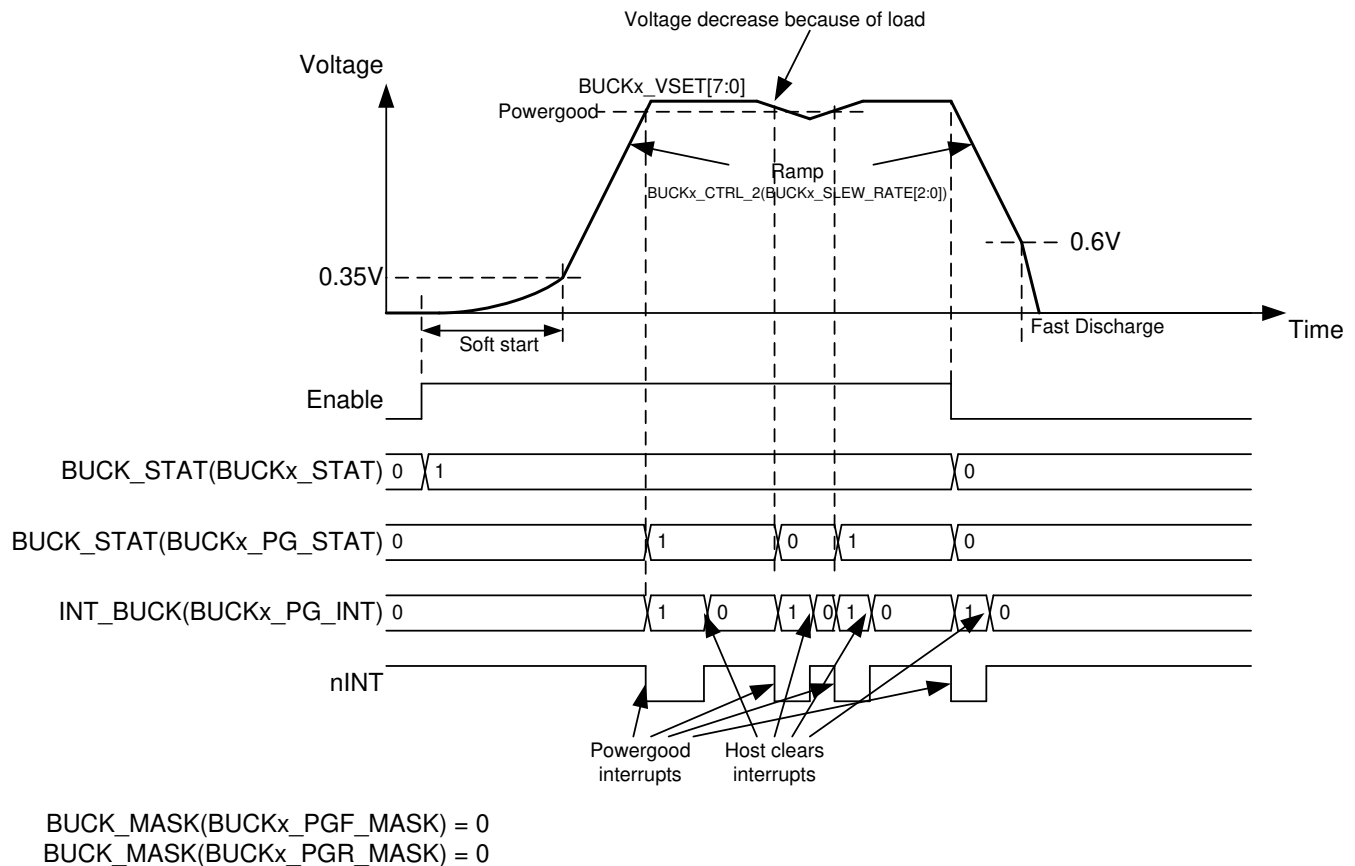 Voltage decrease because of load
Voltage
BUCKx_VSET[7:0]
Powergood
Ramp
BUCKx_CTRL_2(BUCKx_SLEW_RATE[2:0])
0.6V
0.35V
Soft start
Fast Discharge
Time
Enable
BUCK_STAT(BUCKx_STAT) 0 1 0
BUCK_STAT(BUCKx_PG_STAT) 0 1 0 1 0
INT_BUCK(BUCKx_PG_INT) 0 1 0 1 0 1 0 1 0
nINT
Powergood
interrupts
Host clears
interrupts
BUCK_MASK(BUCKx_PGF_MASK) = 0
BUCK_MASK(BUCKx_PGR_MASK) = 0